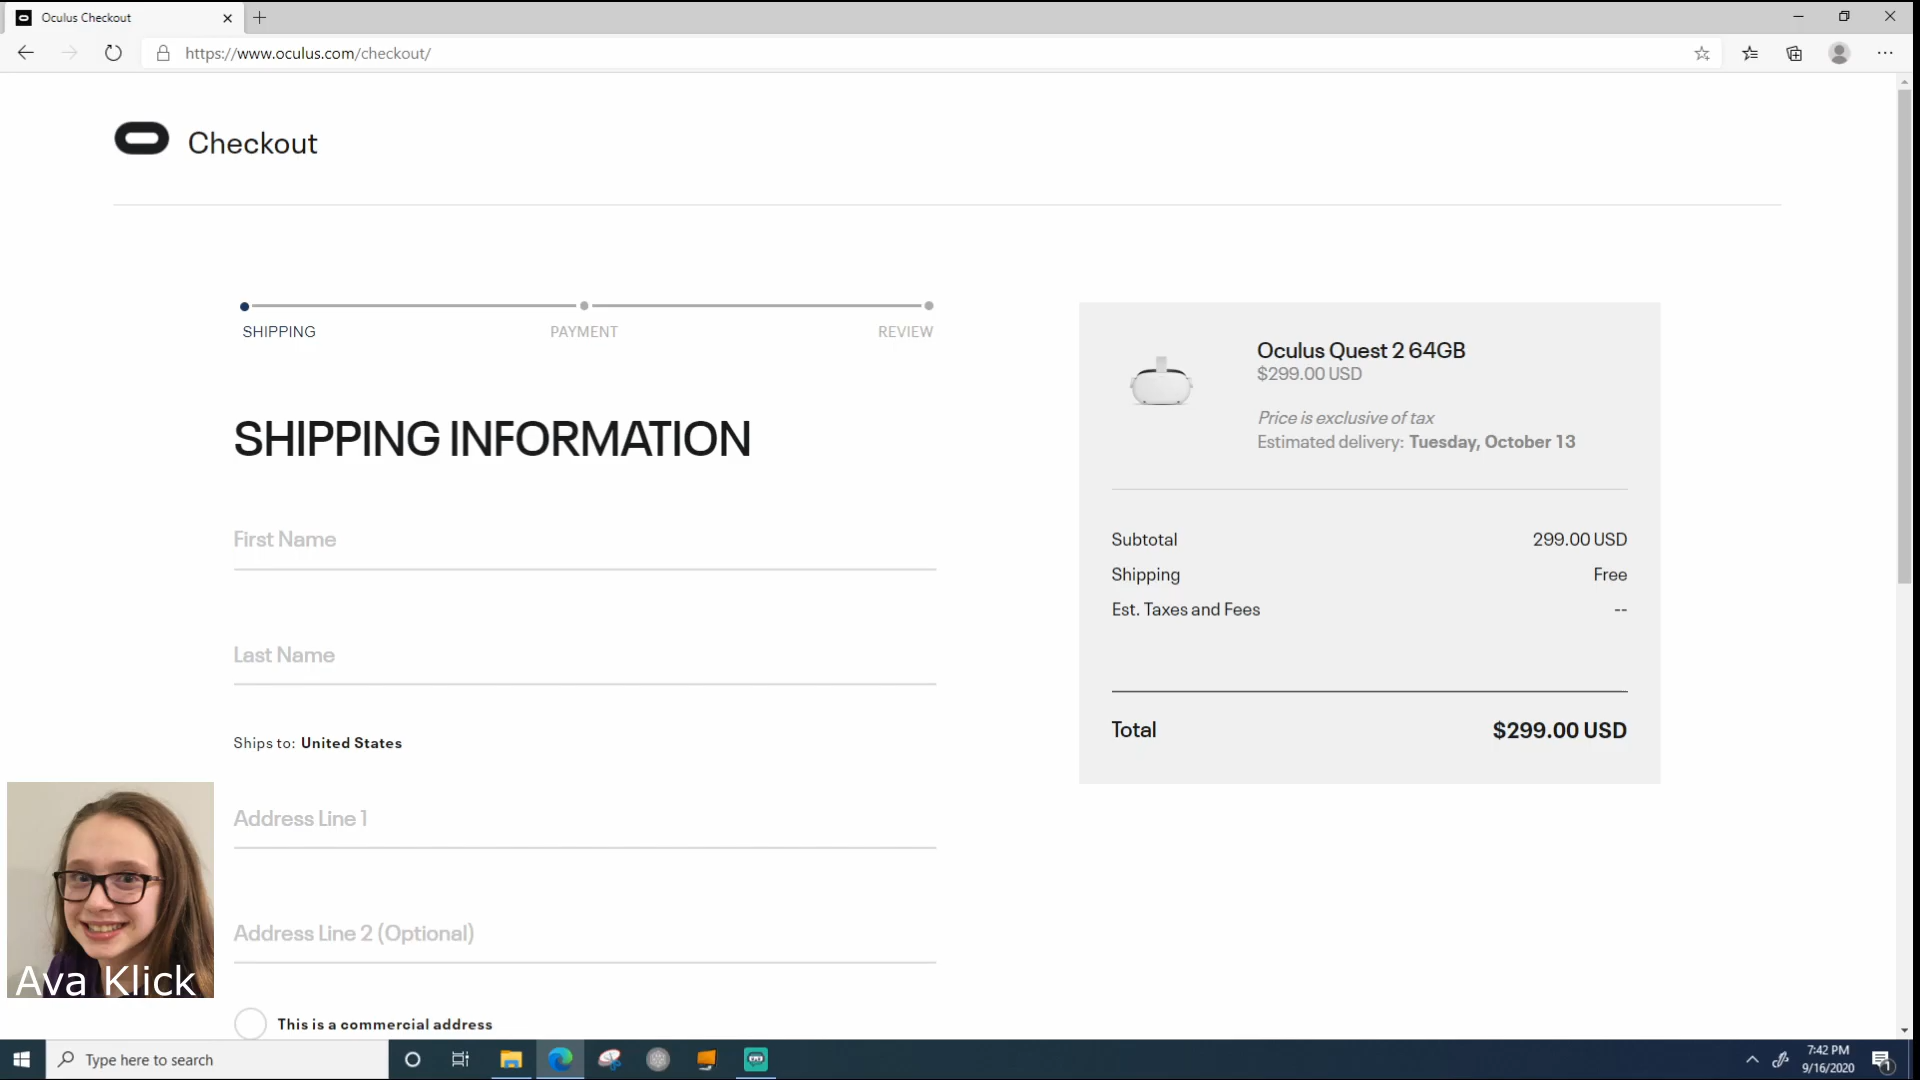 Oculus Checkout
https://www.oculus.com/checkout/
Checkout
SHIPPING
PAYMENT
REVIEW
SHIPPING INFORMATION
First Name
Last Name
Ships to: United States
Address Line 1
Address Line 2 (Optional)
This is a commercial address
Oculus Quest 2 64GB
$299.00 USD
Price is exclusive of tax
Estimated delivery: Tuesday, October 13
Subtotal 299.00 USD
Shipping Free
Est. Taxes and Fees --
Total $299.00 USD
Ava Klick
Type here to search
7:42 PM
9/16/2020
1